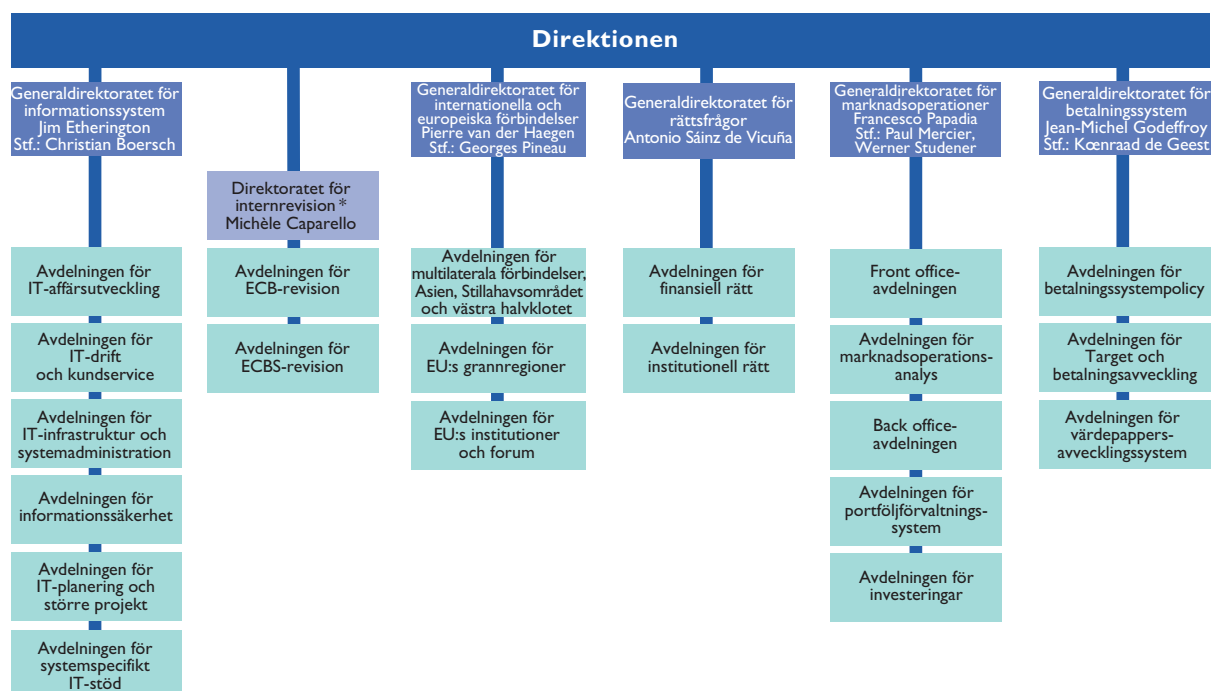 Direktionen
Generaldirektoratet för
informationssystem
Jim Etherington
Stf.: Christian Boersch
Avdelningen för
IT-affärsutveckling
Avdelningen för
IT-drift
och kundservice
Avdelningen för
IT-infrastruktur och
systemadministration
Avdelningen för
informationssäkerhet
Avdelningen för
IT-planering och
större projekt
Avdelningen för
systemspecifikt
IT-stöd
Direktoratet för
internrevision *
Michèle Caparello
Avdelningen för
ECB-revision
Avdelningen för
ECBS-revision
Generaldirektoratet för
internationella och
europeiska förbindelser
Pierre van der Haegen
Stf.: Georges Pineau
Avdelningen för
multilaterala förbindelser,
Asien, Stillahavsområdet
och västra halvklotet
Avdelningen för
EU:s grannregioner
Avdelningen för
EU:s institutioner
och forum
Generaldirektoratet för
rättsfrågor
Antonio Sáinz de Vicuña
Avdelningen för
finansiell rätt
Avdelningen för
institutionell rätt
Generaldirektoratet för
marknadsoperationer
Francesco Papadia
Stf.: Paul Mercier,
Werner Studener
Front office-
avdelningen
Avdelningen för
marknadsoperations-
analys
Back office-
avdelningen
Avdelningen för
portföljförvaltnings-
system
Avdelningen för
investeringar
Generaldirektoratet för
betalningssystem
Jean-Michel Godeffroy
Stf.: Kœnraad de Geest
Avdelningen för
betalningssystempolicy
Avdelningen för
Target och
betalningsavveckling
Avdelningen för
värdepappers-
avvecklingssystem